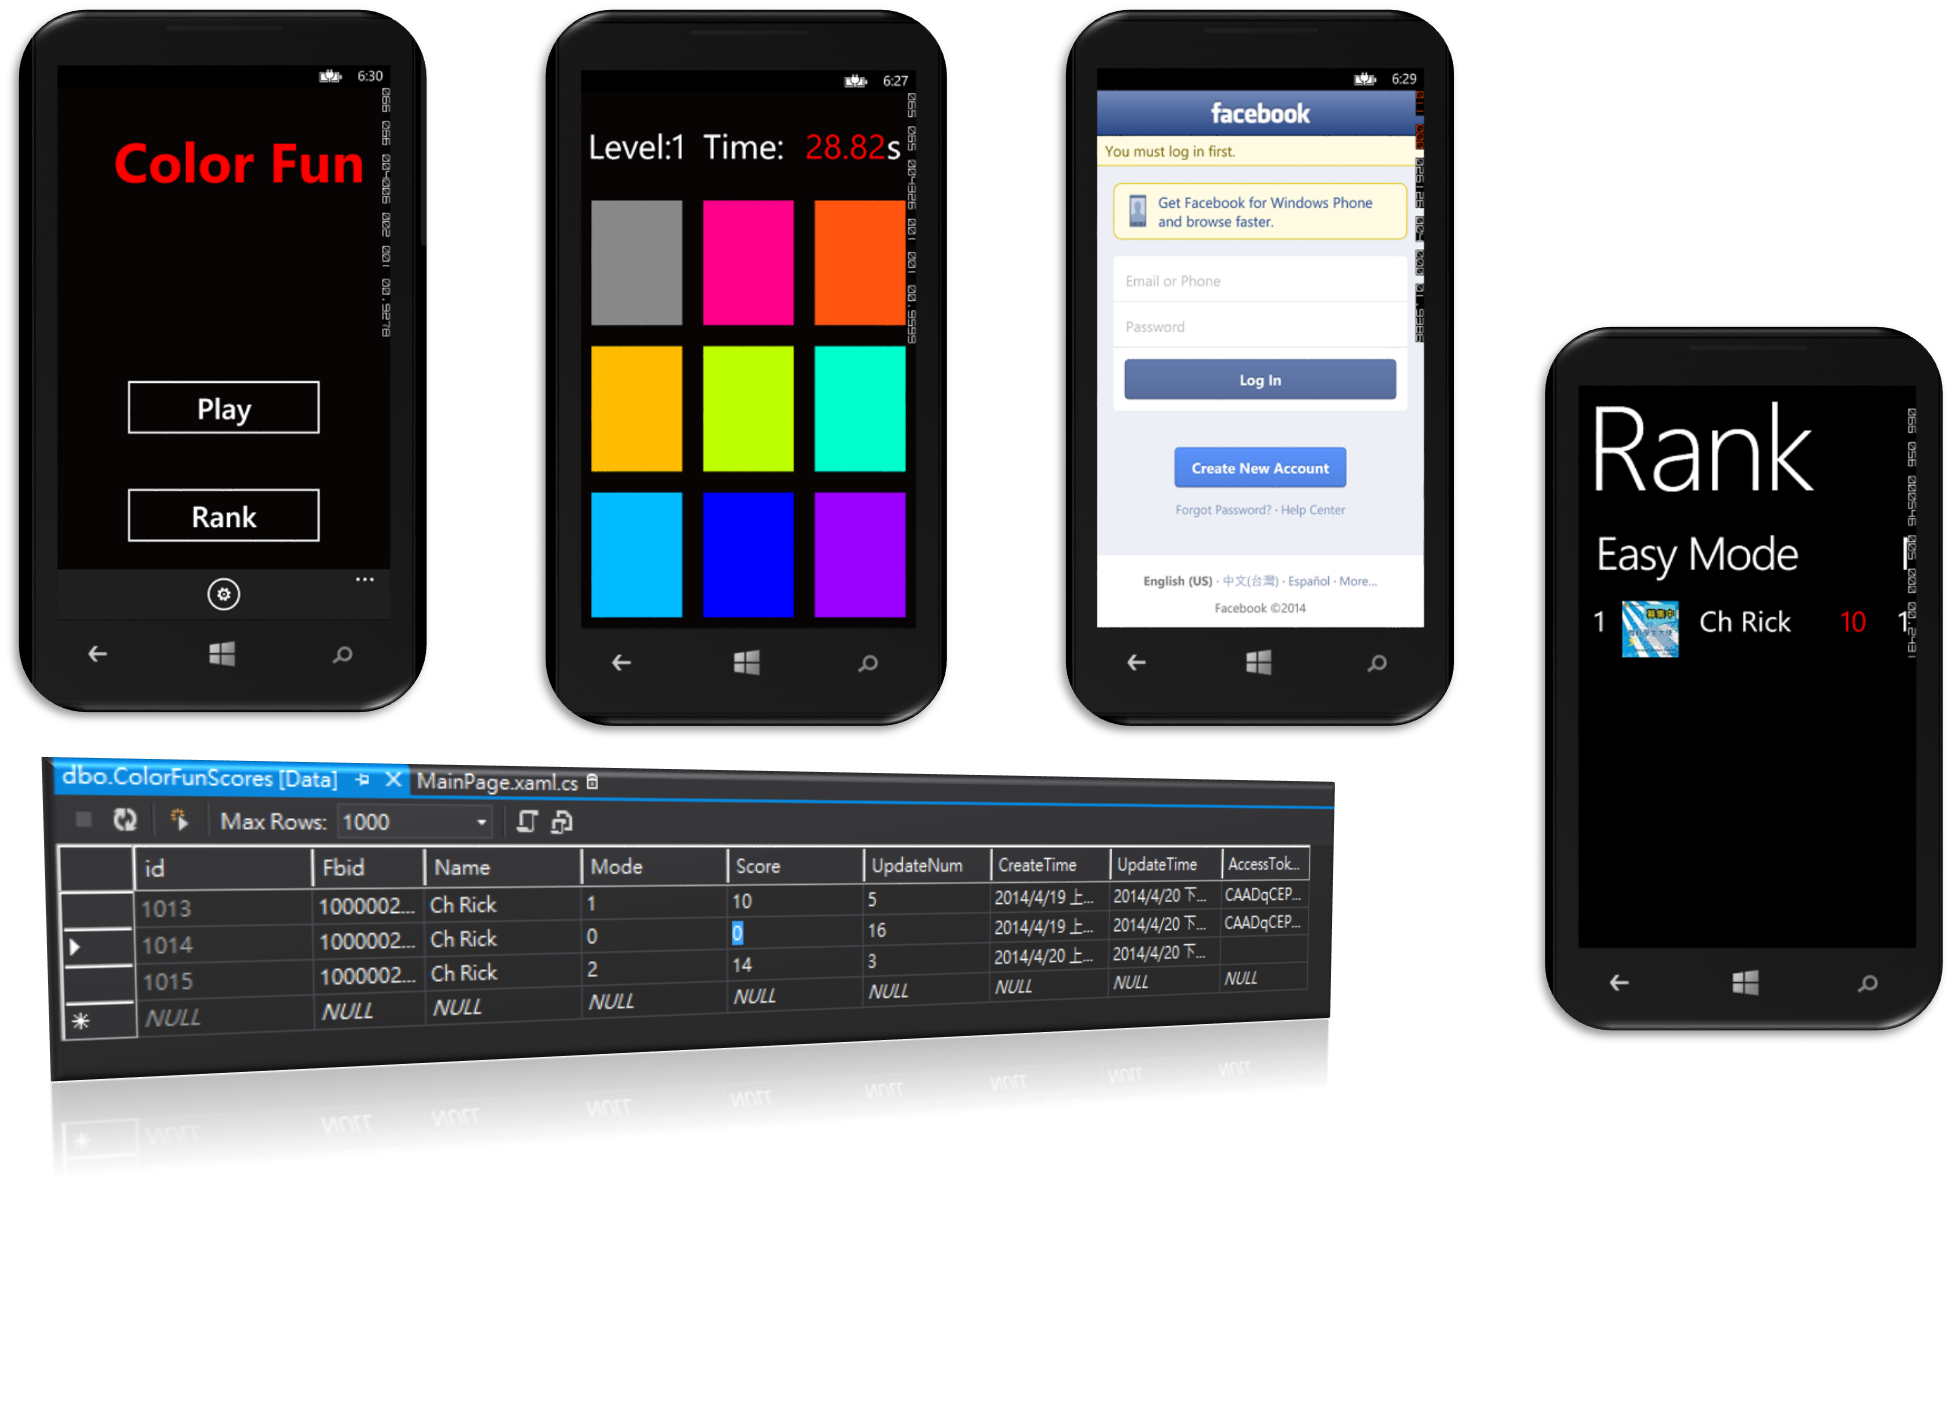 6:30
Color Fun
Play
Rank
6:27
Level:1 Time: 28.82s
6:29
facebook
You must log in first.
Get Facebook for Windows Phone
and browse faster.
Email or Phone
Password
Log In
Create New Account
Forgot Password? · Help Center
English (US) · 中文(台灣) · Español · More...
Facebook ©2014
Rank
Easy Mode
1 Ch Rick 10 1
dbo.ColorFunScores [Data] MainPage.xaml.cs
Max Rows: 1000
id Fbid Name Mode Score UpdateNum CreateTime UpdateTime AccessTok...
1013 1000002... Ch Rick 1 10 5 2014/4/19 上... 2014/4/20 下... CAADqCEP...
1014 1000002... Ch Rick 0 0 16 2014/4/19 上... 2014/4/20 下... CAADqCEP...
1015 1000002... Ch Rick 2 14 3 2014/4/20 上... 2014/4/20 下...
NULL NULL NULL NULL NULL NULL NULL NULL NULL